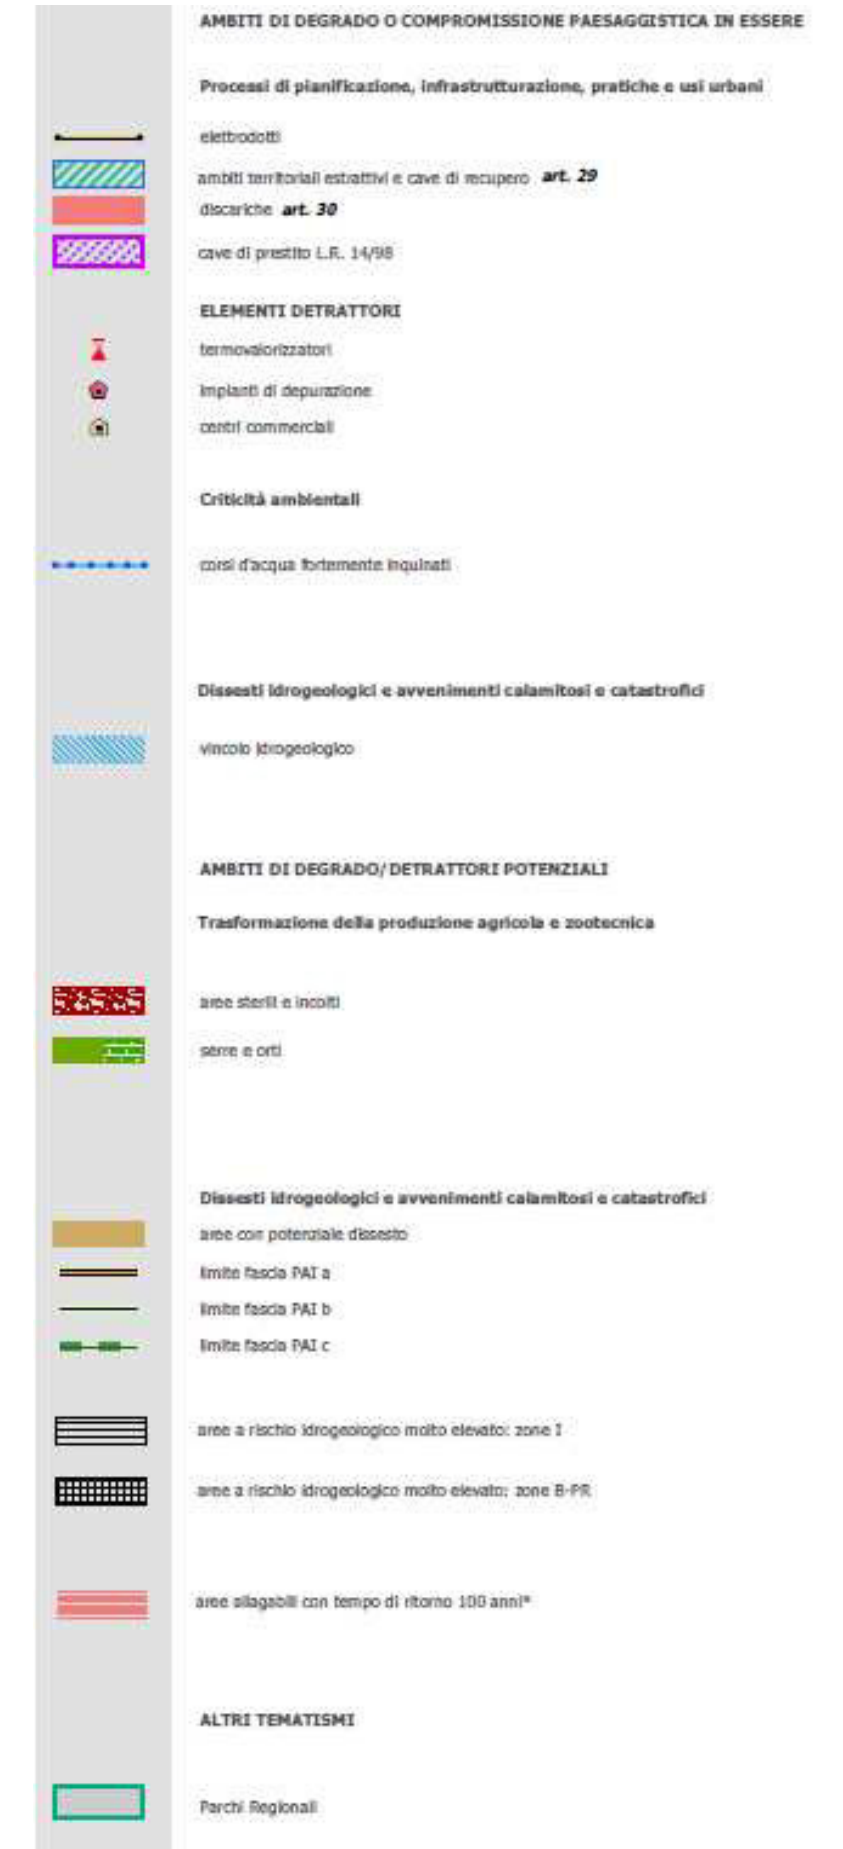 AMBITI DI DEGRADO O COMPROMISSIONE PAESAGGISTICA IN ESSERE
Processi di pianificazione, infrastrutturazione, pratiche e usi urbani
elettrodotti
ambiti territoriali estrattivi e cave di recupero art. 29
discariche art. 30
cave di prestito L.R. 14/98
ELEMENTI DETRATTORI
termovalorizzatori
impianti di depurazione
centri commerciali
Criticità ambientali
corsi d'acqua fortemente inquinati
Dissesti idrogeologici e avvenimenti calamitosi e catastrofici
vincolo idrogeologico
AMBITI DI DEGRADO/DETRATTORI POTENZIALI
Trasformazione della produzione agricola e zootecnica
aree sterili e incolti
serre e orti
Dissesti idrogeologici e avvenimenti calamitosi e catastrofici
aree con potenziale dissesto
limite fascia PAI a
limite fascia PAI b
limite fascia PAI c
aree a rischio idrogeologico molto elevato: zone I
aree a rischio idrogeologico molto elevato: zone B-PR
aree allagabili con tempo di ritorno 100 anni*
ALTRI TEMATISMI
Parchi Regionali